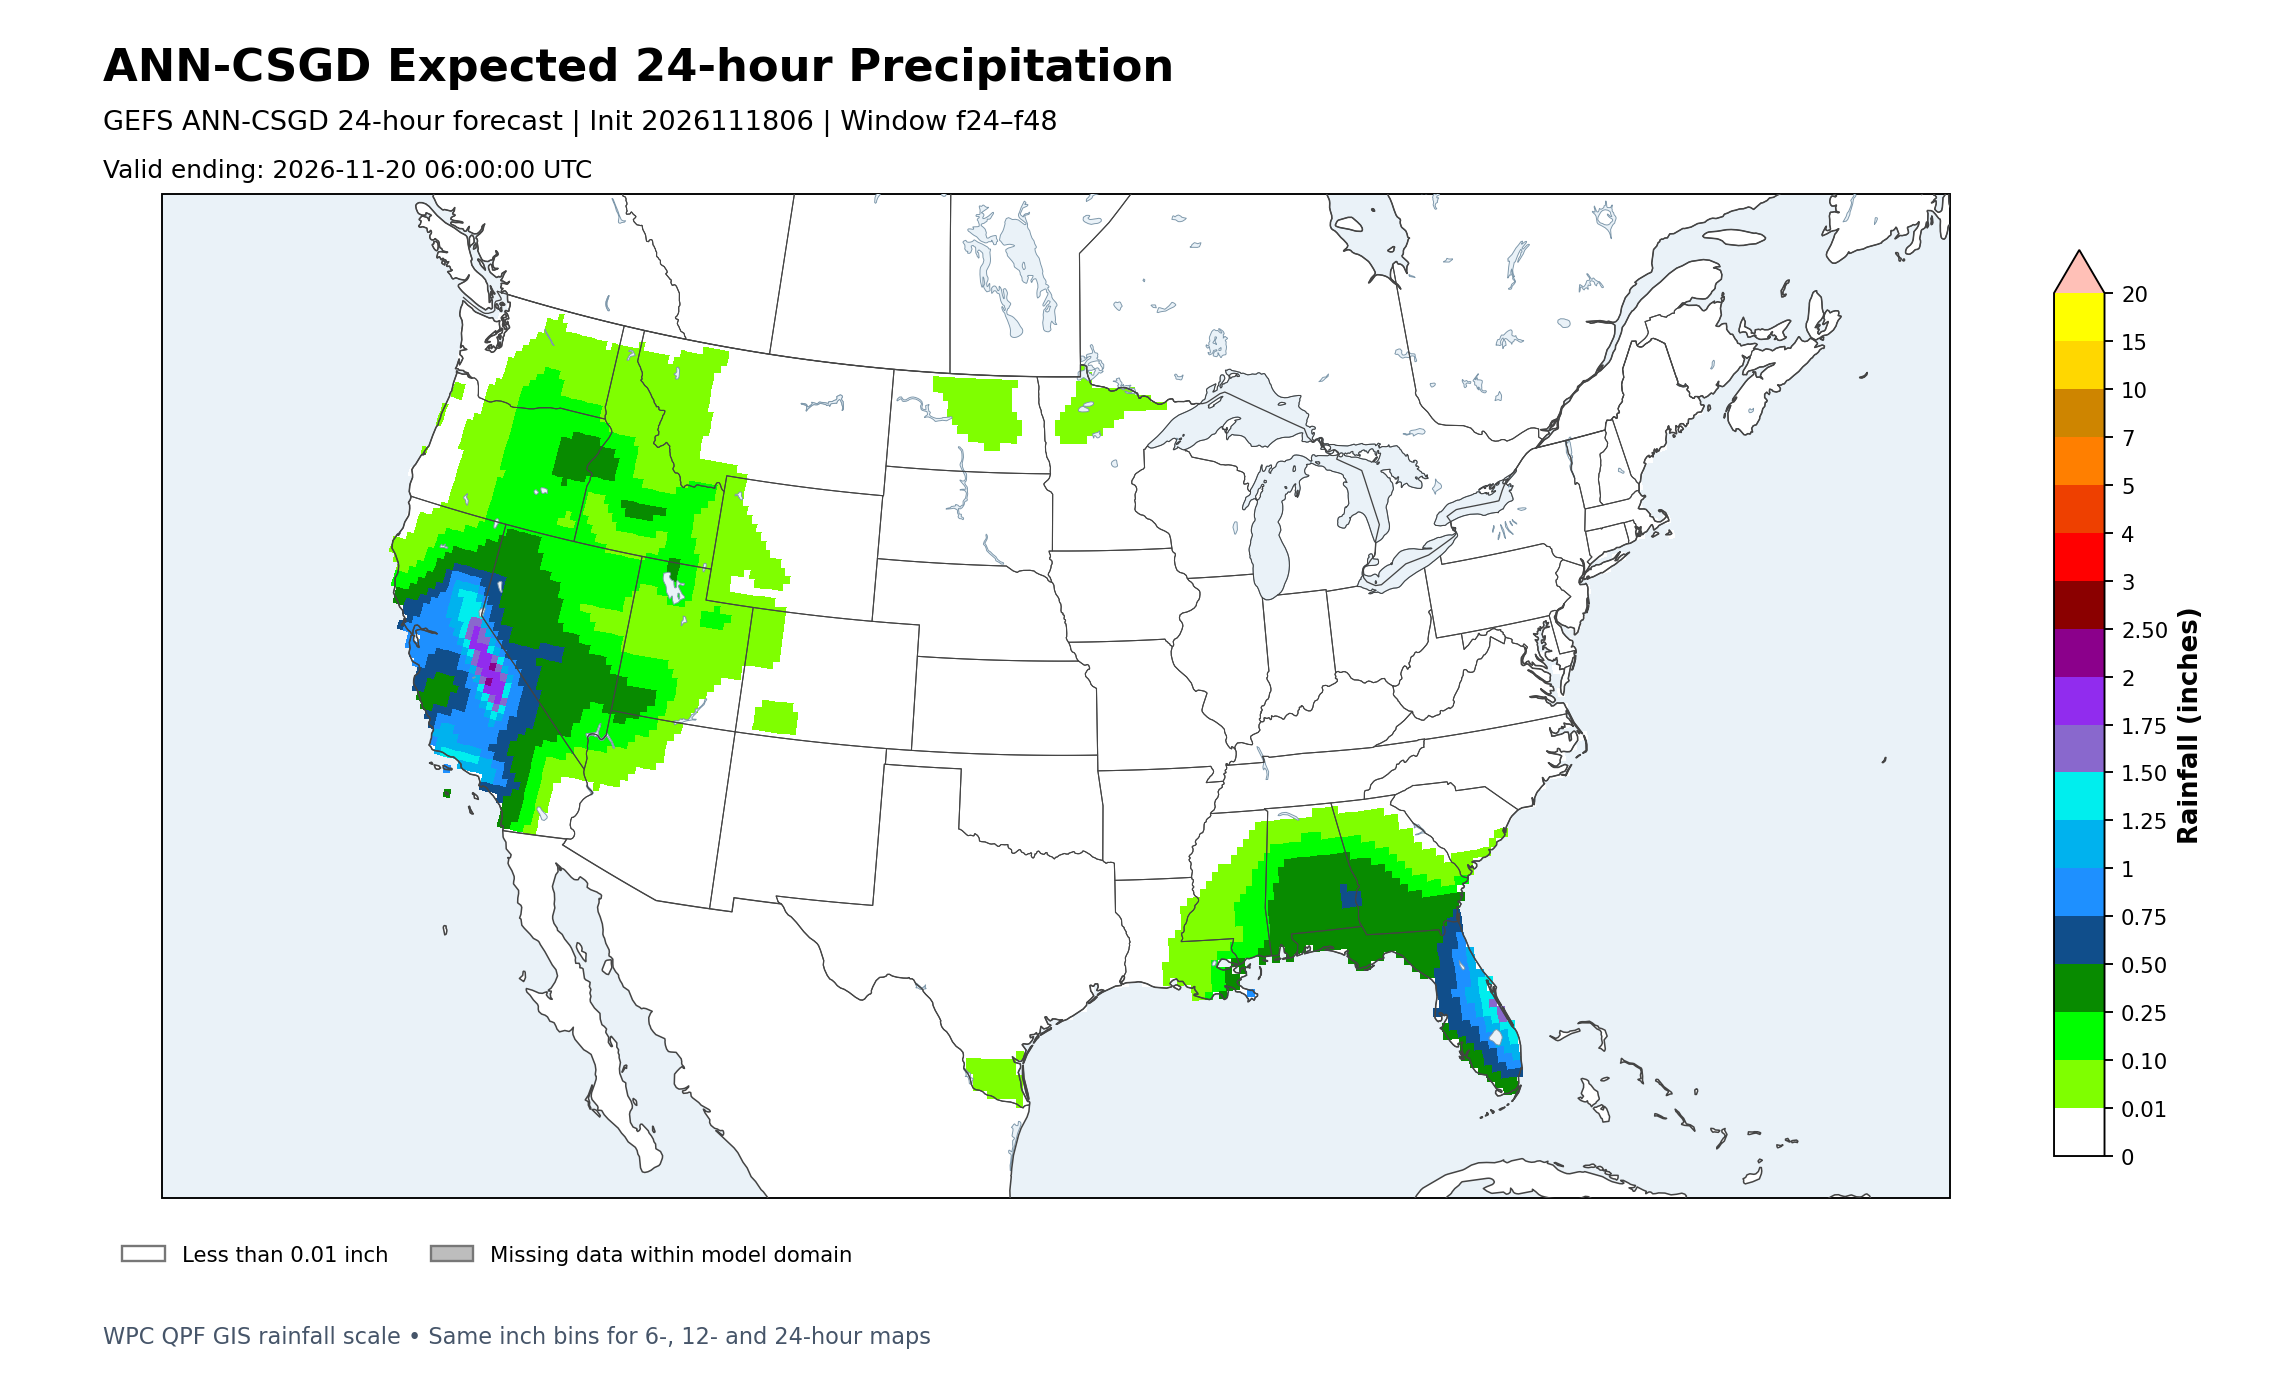 ANN-CSGD Expected 24-hour Precipitation
GEFS ANN-CSGD 24-hour forecast | Init 2026111806 | Window f24–f48
Valid ending: 2026-11-20 06:00:00 UTC
20
15
10
7
5
4
3
2.50
2
1.75
1.50
1.25
1
0.75
0.50
0.25
0.10
0.01
0
Rainfall (inches)
Less than 0.01 inch
Missing data within model domain
WPC QPF GIS rainfall scale • Same inch bins for 6-, 12- and 24-hour maps